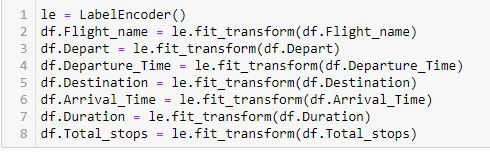 1 le = LabelEncoder()
2 df.Flight_name = le.fit_transform(df.Flight_name)
3 df.Depart = le.fit_transform(df.Depart)
4 df.Departure_Time = le.fit_transform(df.Departure_Time)
5 df.Destination = le.fit_transform(df.Destination)
6 df.Arrival_Time = le.fit_transform(df.Arrival_Time)
7 df.Duration = le.fit_transform(df.Duration)
8 df.Total_stops = le.fit_transform(df.Total_stops)